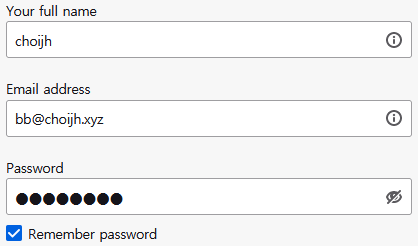 Your full name
choijh
Email address
bb@choijh.xyz
Password
●●●●●●●●
Remember password